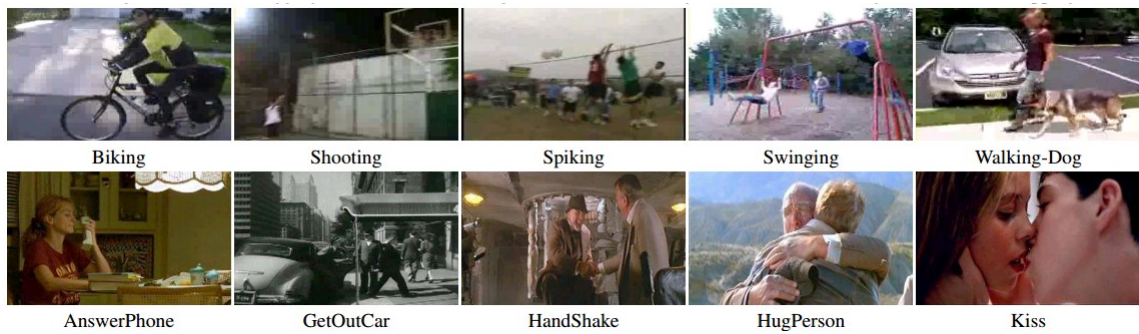 Biking
Shooting
Spiking
Swinging
Walking-Dog
AnswerPhone
GetOutCar
HandShake
HugPerson
Kiss